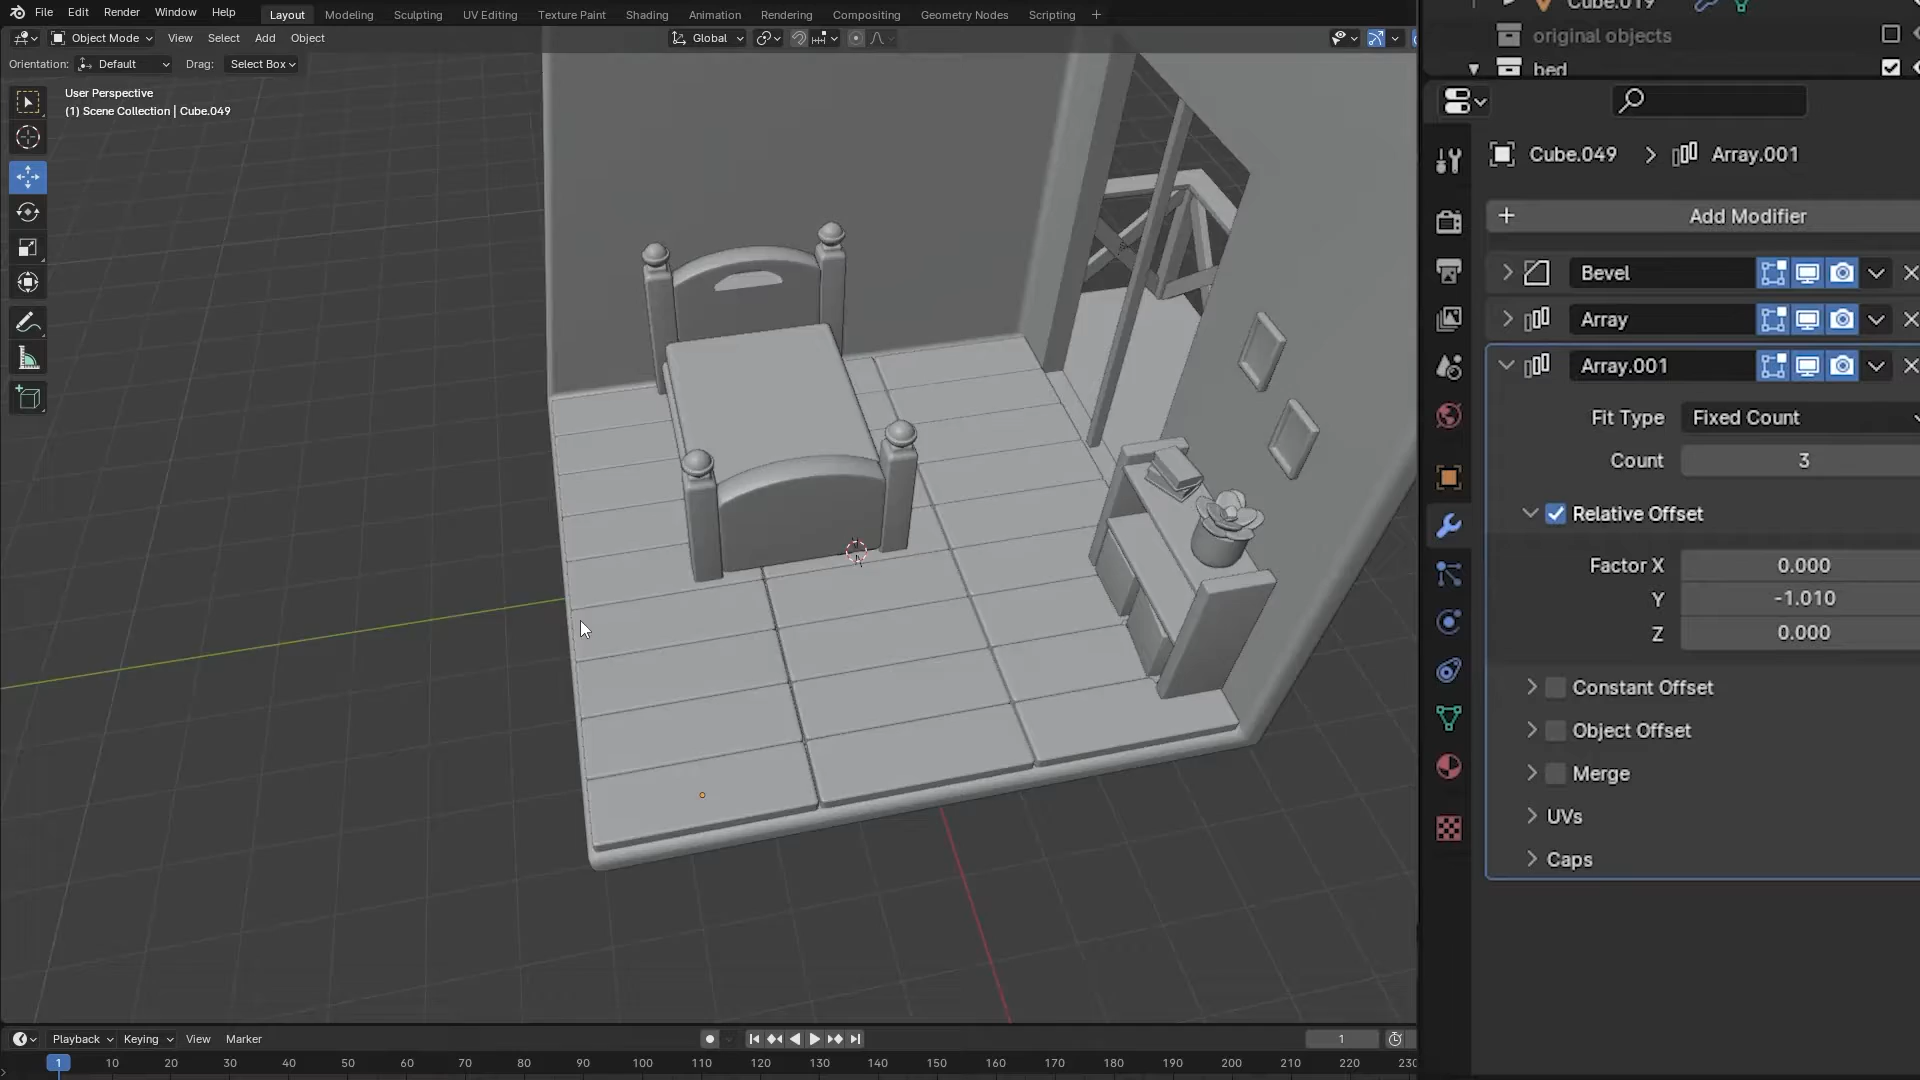 File Edit Render Window Help Layout Modeling Sculpting UV Editing Texture Paint Shading Animation Rendering Compositing Geometry Nodes Scripting +
Cube.019
Object Mode View Select Add Object Global
original objects
Orientation: Default Drag: Select Box
bed
User Perspective
(1) Scene Collection | Cube.049
Cube.049 > Array.001
+ Add Modifier
Bevel
Array
Array.001
Fit Type Fixed Count
Count 3
Relative Offset
Factor X 0.000
Y -1.010
Z 0.000
Constant Offset
Object Offset
Merge
UVs
Caps
Playback Keying View Marker 1
1 10 20 30 40 50 60 70 80 90 100 110 120 130 140 150 160 170 180 190 200 210 220 230